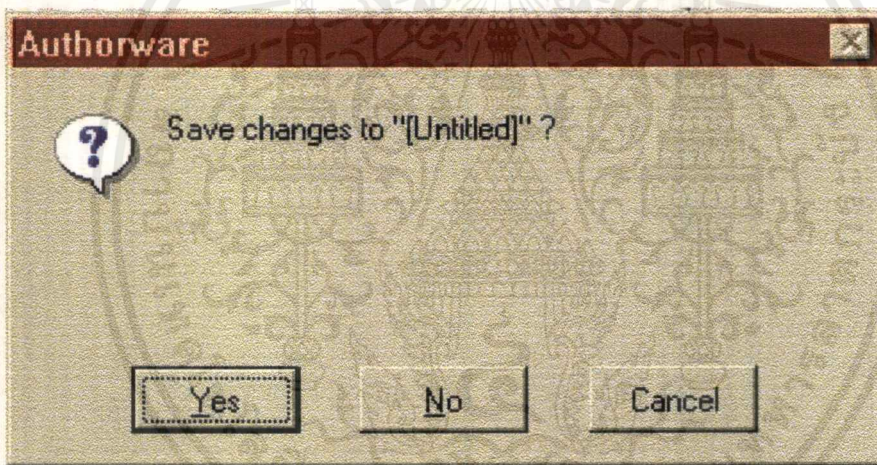 Authorware
Save changes to "[Untitled]" ?
Yes
No
Cancel